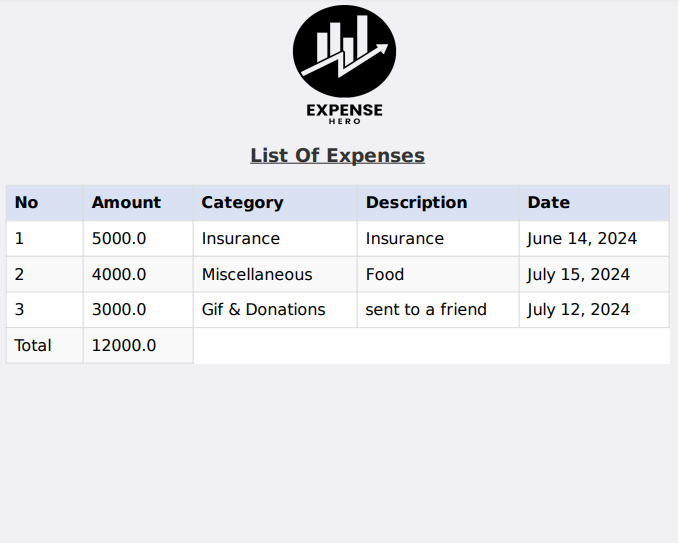 EXPENSE
HERO
List Of Expenses
No Amount Category Description Date
1 5000.0 Insurance Insurance June 14, 2024
2 4000.0 Miscellaneous Food July 15, 2024
3 3000.0 Gif & Donations sent to a friend July 12, 2024
Total 12000.0